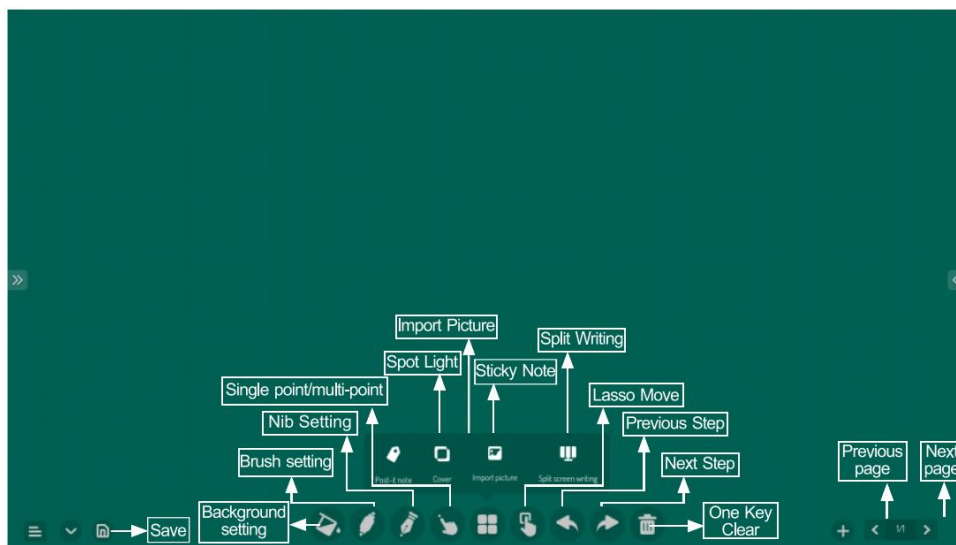 Import Picture
Split Writing
Spot Light
Sticky Note
Single point/multi-point
Lasso Move
Nib Setting
Previous Step
Brush setting
Post-it note
Cover
Import picture
Split screen writing
Next Step
Previous
page
Next
page
Save
Background
setting
One Key
Clear
1/1